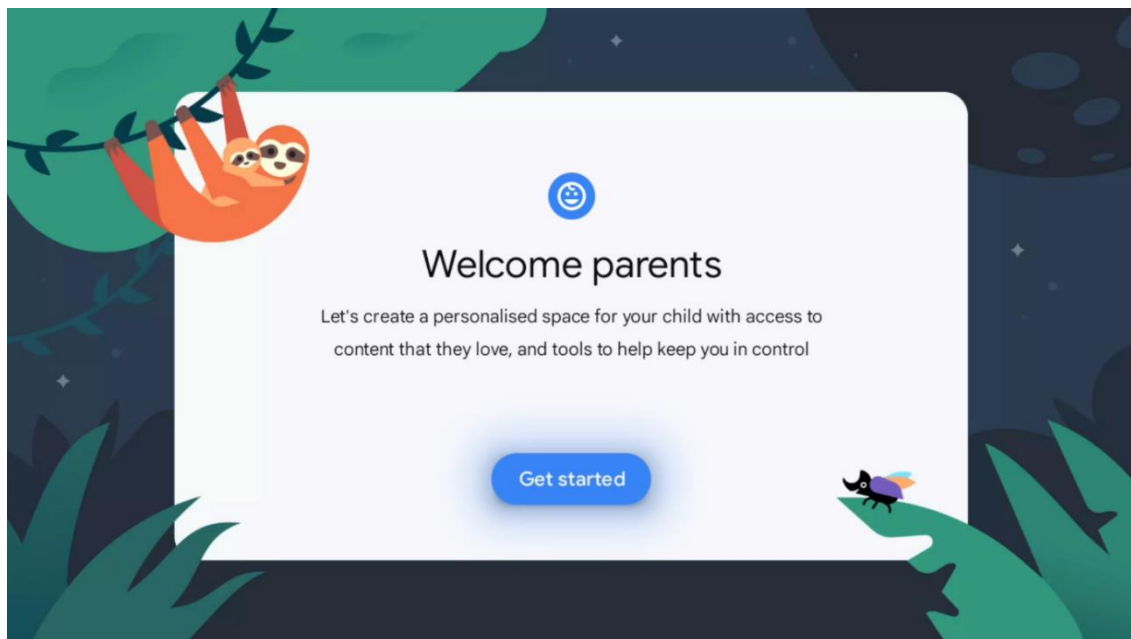 Welcome parents
Let's create a personalised space for your child with access to
content that they love, and tools to help keep you in control
Get started